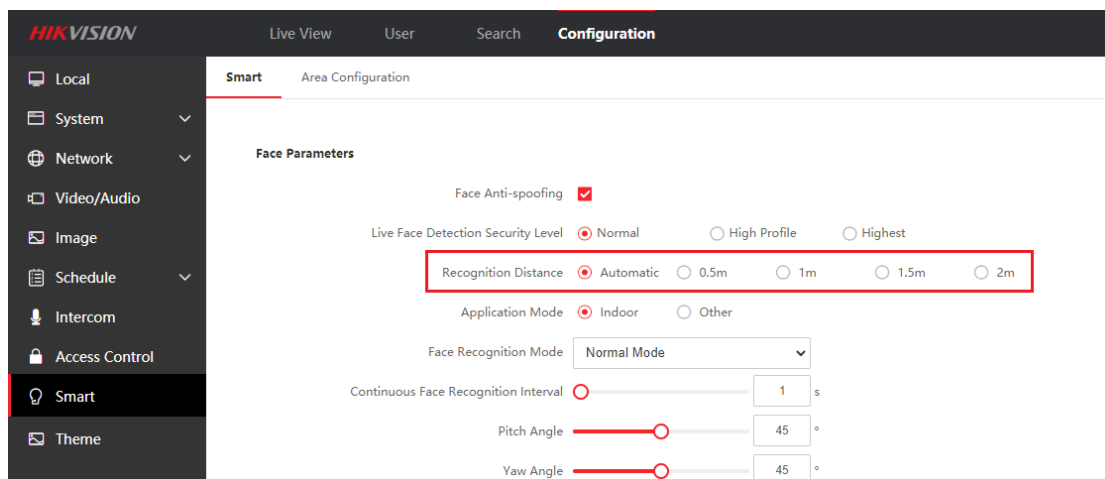 HIKVISION
Live View User Search Configuration
Local
System
Network
Video/Audio
Image
Schedule
Intercom
Access Control
Smart
Theme
Smart Area Configuration
Face Parameters
Face Anti-spoofing
Live Face Detection Security Level Normal High Profile Highest
Recognition Distance Automatic 0.5m 1m 1.5m 2m
Application Mode Indoor Other
Face Recognition Mode Normal Mode
Continuous Face Recognition Interval 1 s
Pitch Angle 45 °
Yaw Angle 45 °